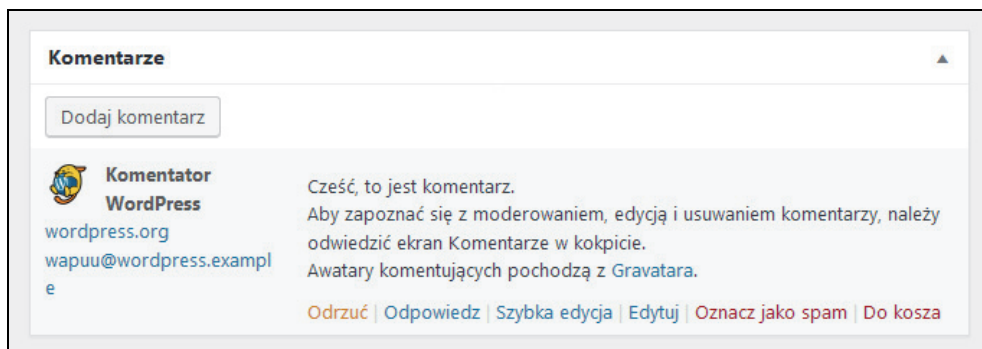 Komentarze
Dodaj komentarz
Komentator
WordPress
wordpress.org
wapuu@wordpress.exampl
e
Cześć, to jest komentarz.
Aby zapoznać się z moderowaniem, edycją i usuwaniem komentarzy, należy
odwiedzić ekran Komentarze w kokpicie.
Awatary komentujących pochodzą z Gravatara.
Odrzuć | Odpowiedz | Szybka edycja | Edytuj | Oznacz jako spam | Do kosza